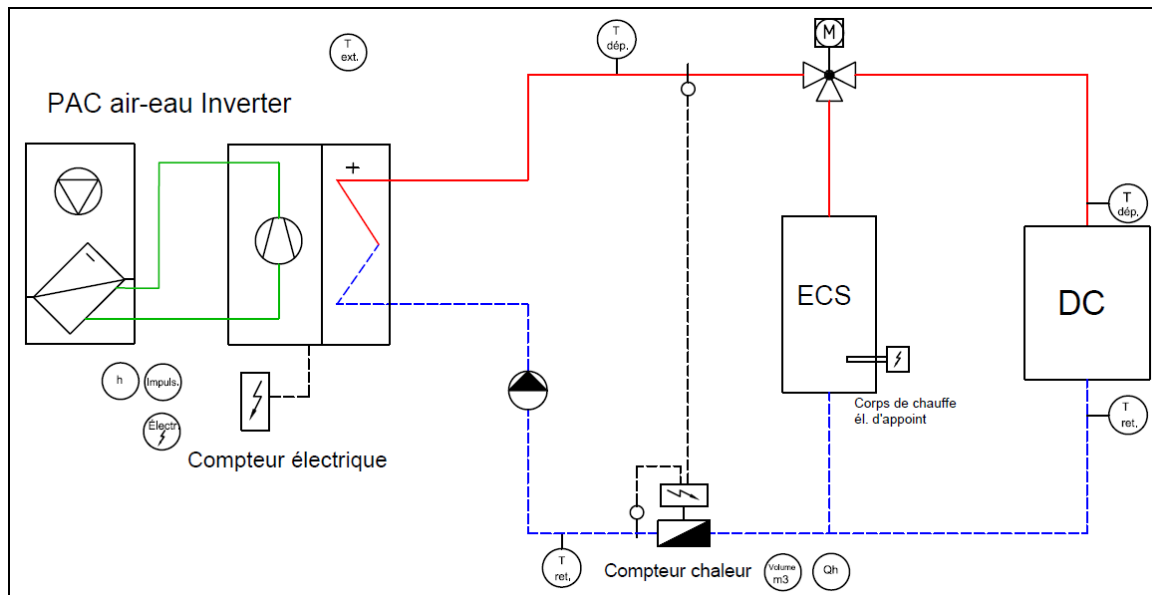 T
ext.
T
dép.
M
PAC air-eau Inverter
+
T
dép.
ECS
DC
h
Impuls.
Électr.
Corps de chauffe
él. d'appoint
T
ret.
Compteur électrique
T
ret.
Compteur chaleur
Volume
m3
Qh